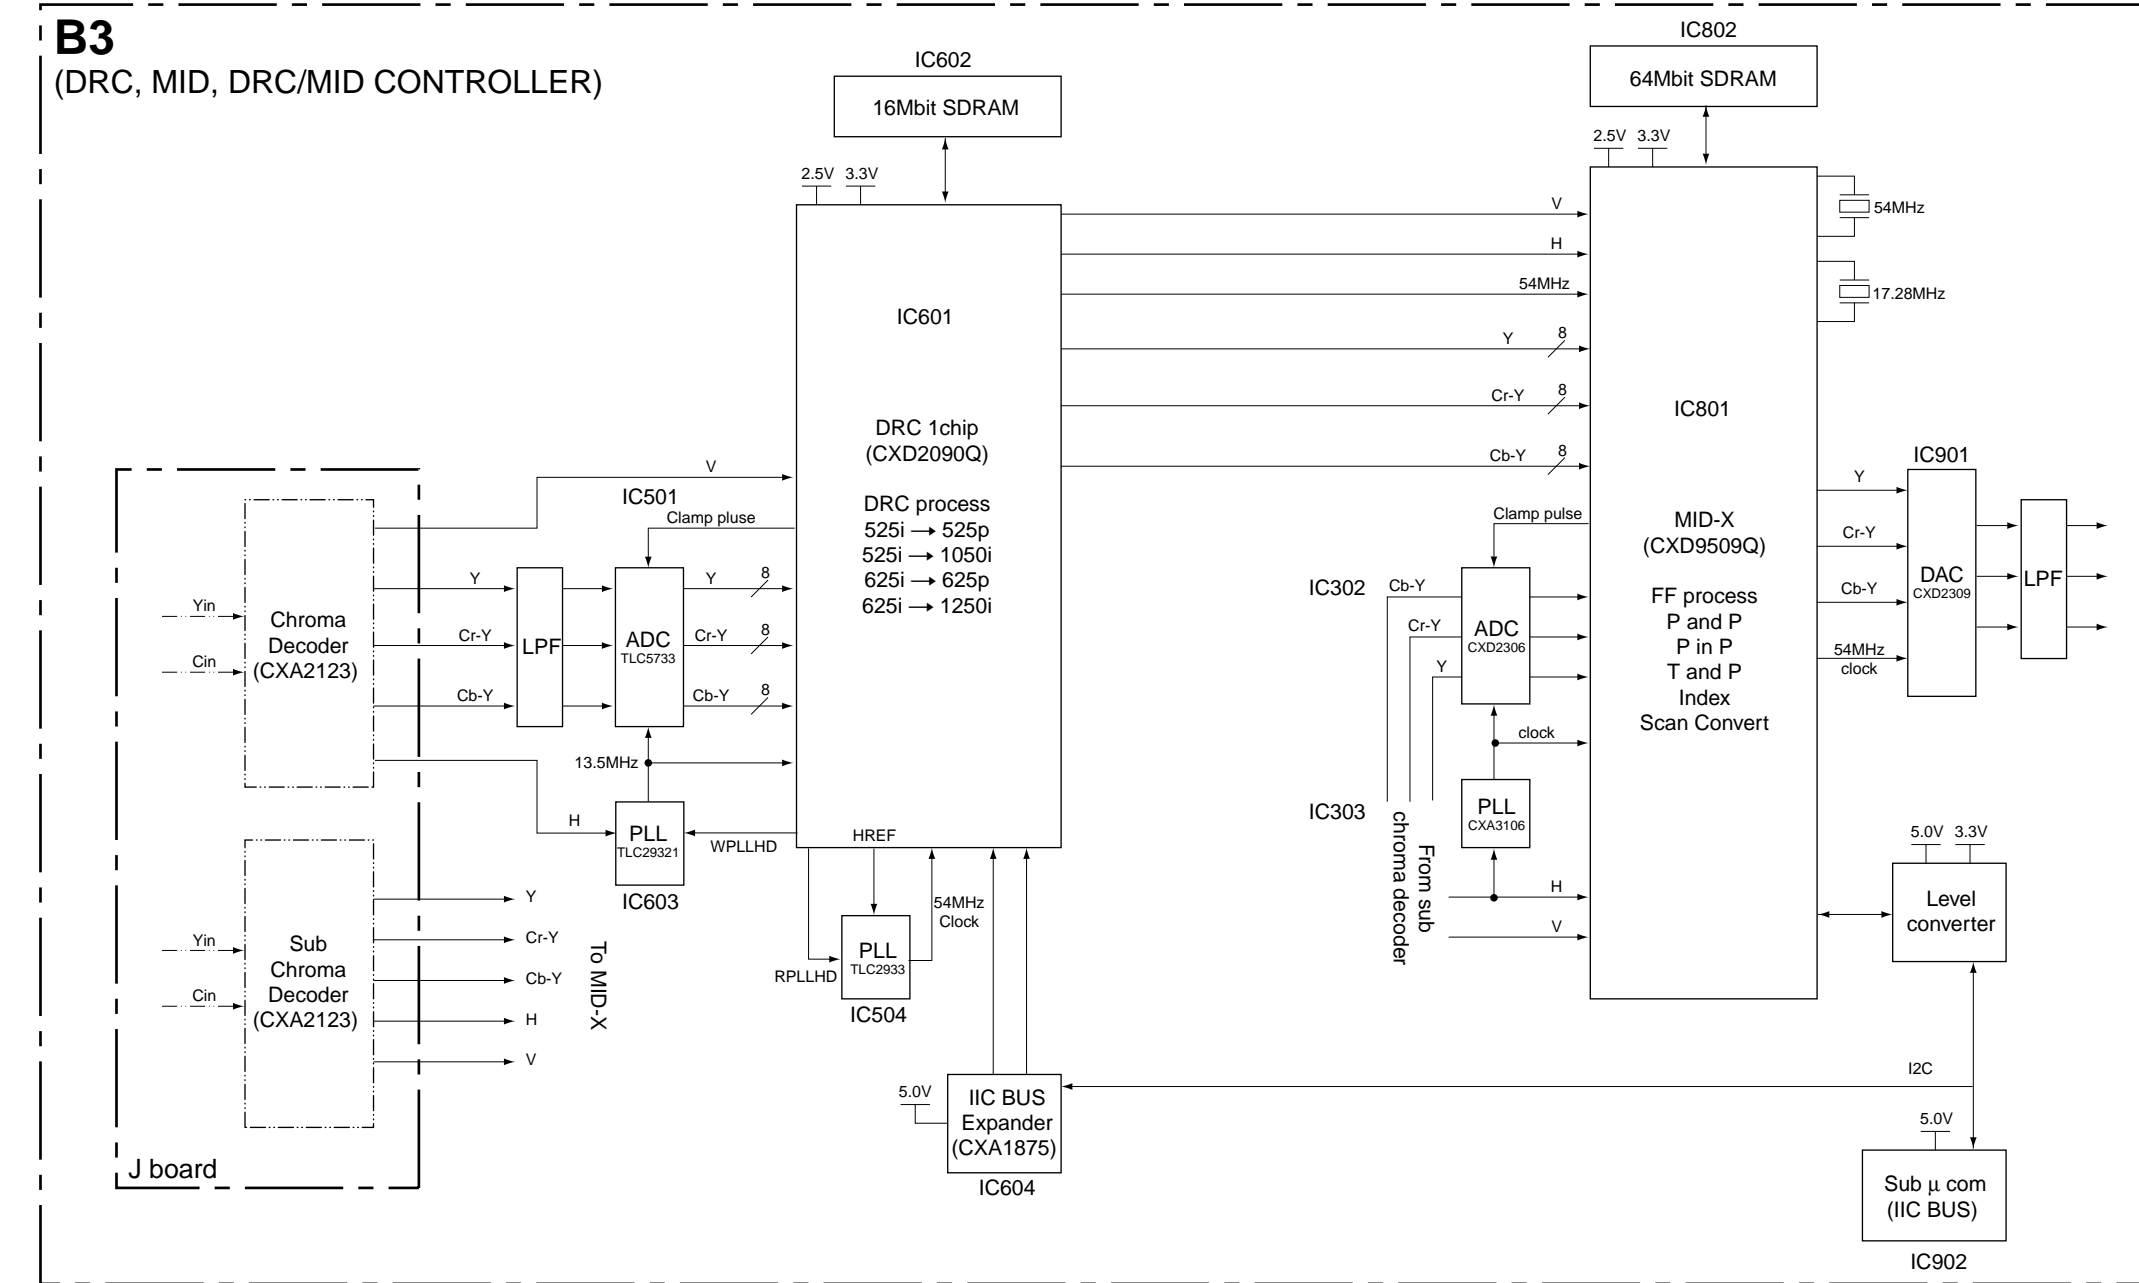 B3
(DRC, MID, DRC/MID CONTROLLER)
IC602
16Mbit SDRAM
2.5V 3.3V
IC601
DRC 1chip
(CXD2090Q)
DRC process
525i → 525p
525i → 1050i
625i → 625p
625i → 1250i
HREF
IC802
64Mbit SDRAM
2.5V 3.3V
54MHz
17.28MHz
V
H
54MHz
Y 8
Cr-Y 8
Cb-Y 8
IC801
MID-X
(CXD9509Q)
FF process
P and P
P in P
T and P
Index
Scan Convert
J board
Yin
Cin
Chroma
Decoder
(CXA2123)
V
Y
Cr-Y
Cb-Y
H
LPF
IC501
Clamp pluse
ADC
TLC5733
Y 8
Cr-Y 8
Cb-Y 8
13.5MHz
PLL
TLC29321
IC603
WPLLHD
RPLLHD
PLL
TLC2933
IC504
54MHz
Clock
Yin
Cin
Sub
Chroma
Decoder
(CXA2123)
Y
Cr-Y
Cb-Y
H
V
To MID-X
5.0V
IIC BUS
Expander
(CXA1875)
IC604
Clamp pulse
IC302
Cb-Y
Cr-Y
Y
ADC
CXD2306
clock
IC303
PLL
CXA3106
From sub
chroma decoder
H
V
IC901
Y
Cr-Y
Cb-Y
54MHz
clock
DAC
CXD2309
LPF
5.0V 3.3V
Level
converter
I2C
5.0V
Sub μ com
(IIC BUS)
IC902